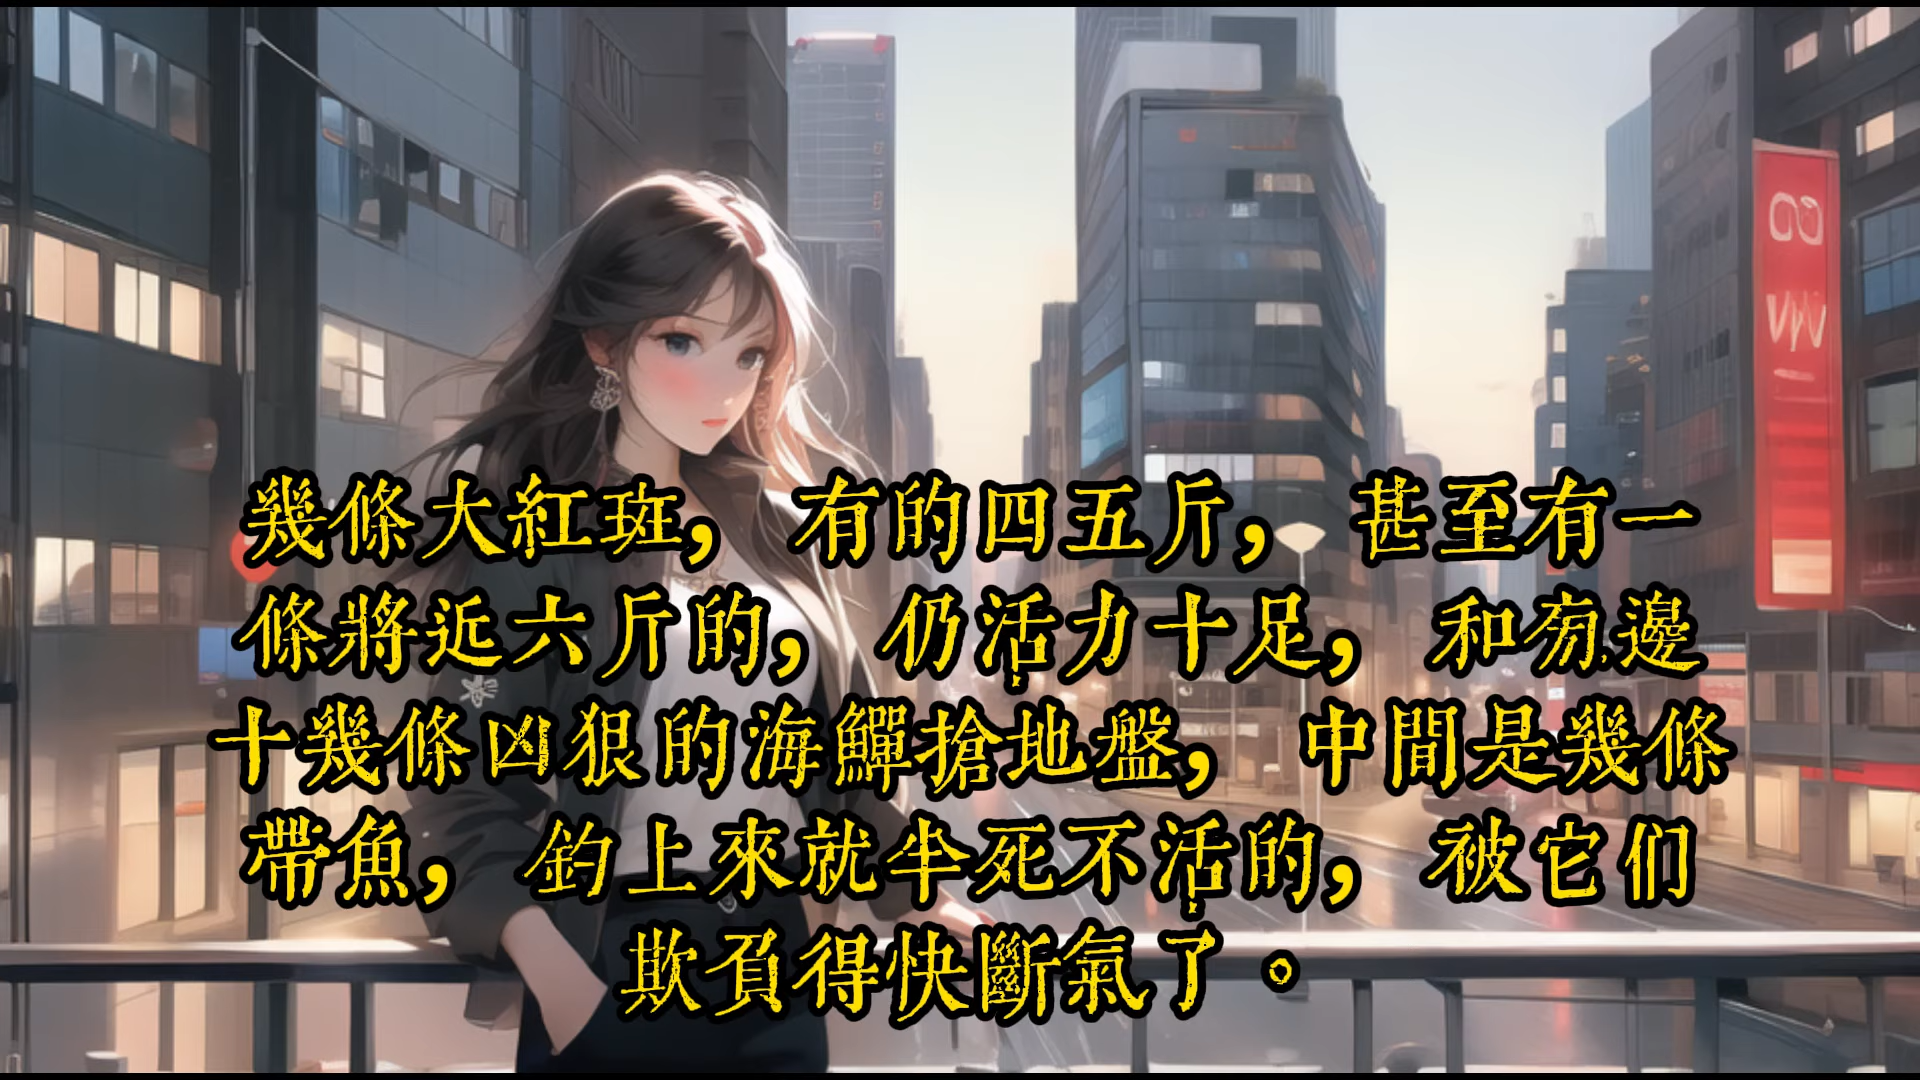 幾條大紅斑，有的四五斤，甚至有一
條將近六斤的，仍活力十足，和旁邊
十幾條凶狠的海鱓搶地盤，中間是幾條
帶魚，釣上來就半死不活的，被它们
欺負得快斷氣了。